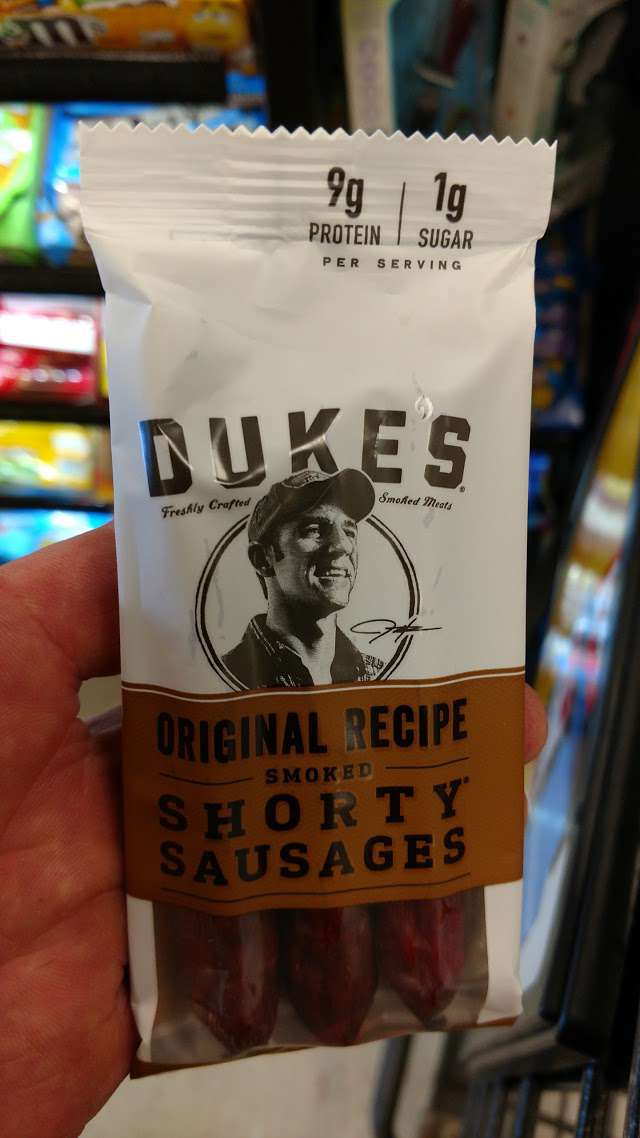 9g
PROTEIN
1g
SUGAR
PER SERVING
DUKE'S
Freshly Crafted
Smoked Meats
ORIGINAL RECIPE
SMOKED
SHORTY
SAUSAGES